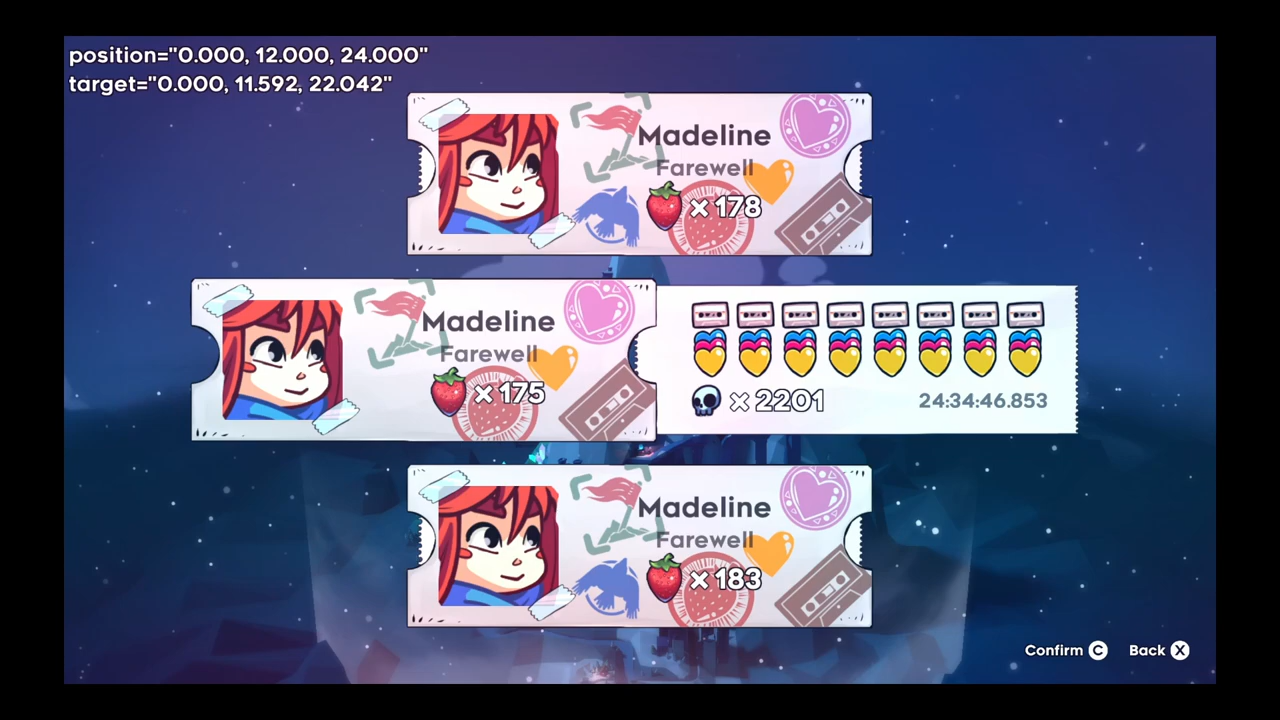 position="0.000, 12.000, 24.000"
target="0.000, 11.592, 22.042"
Madeline
Farewell
×178
Madeline
Farewell
×175
×2201
24:34:46.853
Madeline
Farewell
×183
Confirm C Back X